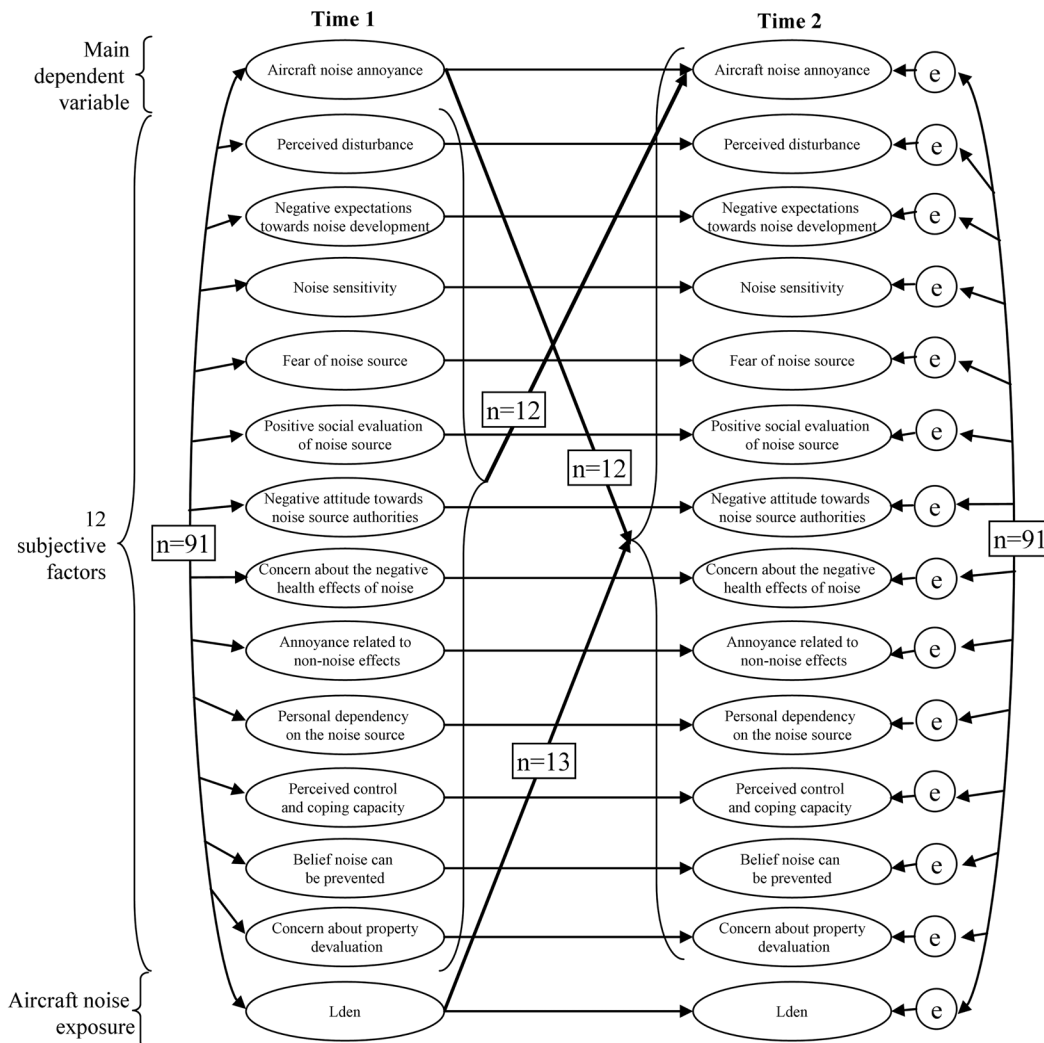 Time 1
Time 2
Main
dependent
variable
Aircraft noise annoyance
Aircraft noise annoyance
e
Perceived disturbance
Perceived disturbance
e
Negative expectations
towards noise development
Negative expectations
towards noise development
e
Noise sensitivity
Noise sensitivity
e
Fear of noise source
Fear of noise source
e
n=12
Positive social evaluation
of noise source
Positive social evaluation
of noise source
e
n=12
12
subjective
factors
n=91
Negative attitude towards
noise source authorities
Negative attitude towards
noise source authorities
e
n=91
Concern about the negative
health effects of noise
Concern about the negative
health effects of noise
e
Annoyance related to
non-noise effects
Annoyance related to
non-noise effects
e
Personal dependency
on the noise source
Personal dependency
on the noise source
e
n=13
Perceived control
and coping capacity
Perceived control
and coping capacity
e
Belief noise can
be prevented
Belief noise can
be prevented
e
Concern about property
devaluation
Concern about property
devaluation
e
Aircraft noise
exposure
Lden
Lden
e